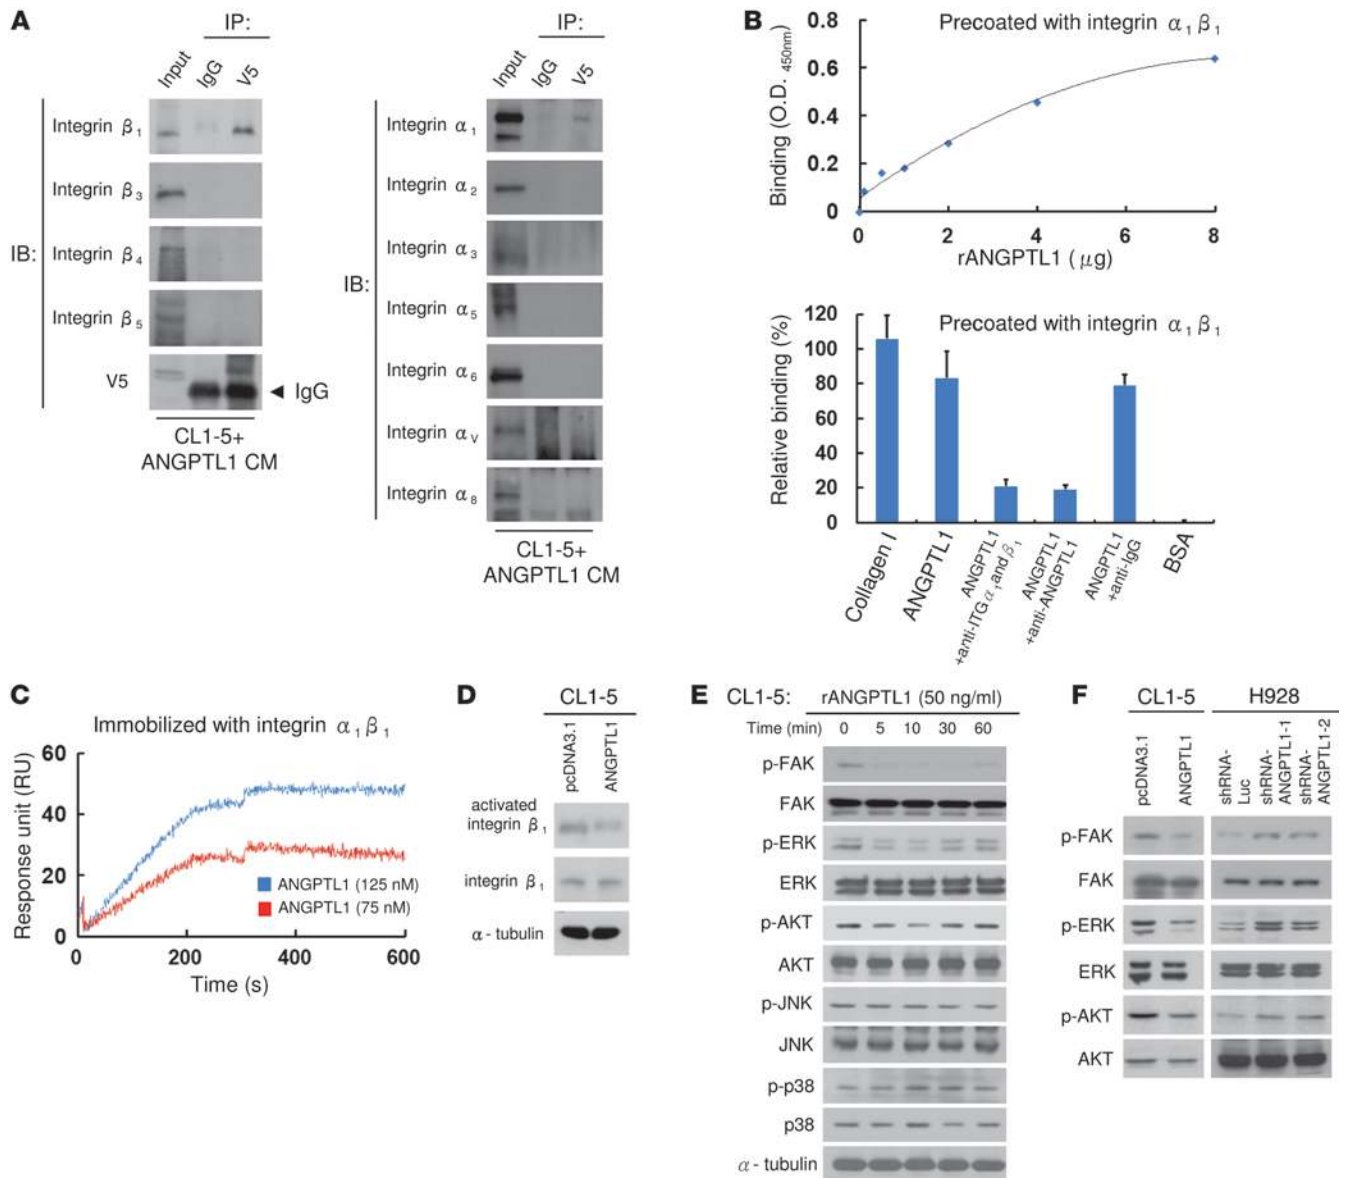 A
IP:
Input
IgG
V5
IB:
Integrin β1
Integrin β3
Integrin β4
Integrin β5
V5
◄ IgG
CL1-5+
ANGPTL1 CM
IP:
Input
IgG
V5
IB:
Integrin α1
Integrin α2
Integrin α3
Integrin α5
Integrin α6
Integrin αV
Integrin α8
CL1-5+
ANGPTL1 CM
B
Precoated with integrin α1β1
Binding (O.D. 450nm)
0.8
0.6
0.4
0.2
0
0 2 4 6 8
rANGPTL1 (μg)
Precoated with integrin α1β1
Relative binding (%)
120
100
80
60
40
20
0
Collagen I
ANGPTL1
ANGPTL1
+anti-ITG α1and β1
ANGPTL1
+anti-ANGPTL1
ANGPTL1
+anti-IgG
BSA
C
Immobilized with integrin α1β1
Response unit (RU)
60
40
20
0
ANGPTL1 (125 nM)
ANGPTL1 (75 nM)
0 200 400 600
Time (s)
D
CL1-5
pcDNA3.1
ANGPTL1
activated
integrin β1
integrin β1
α- tubulin
E
CL1-5: rANGPTL1 (50 ng/ml)
Time (min) 0 5 10 30 60
p-FAK
FAK
p-ERK
ERK
p-AKT
AKT
p-JNK
JNK
p-p38
p38
α- tubulin
F
CL1-5
H928
pcDNA3.1
ANGPTL1
shRNA-
Luc
shRNA-
ANGPTL1-1
shRNA-
ANGPTL1-2
p-FAK
FAK
p-ERK
ERK
p-AKT
AKT